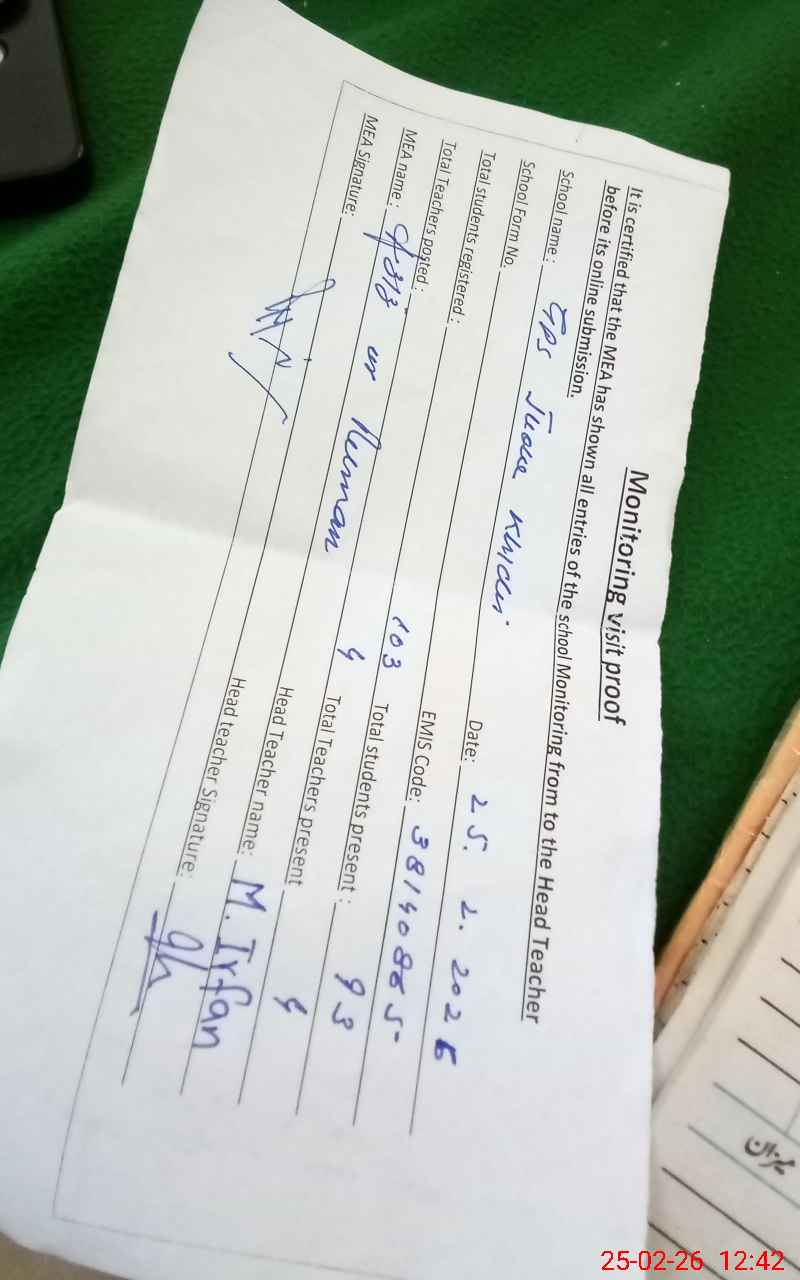 Monitoring visit proof
It is certified that the MEA has shown all entries of the school Monitoring from to the Head Teacher
before its online submission.
School name : GPS Date: 25. 2. 2026
School Form No. EMIS Code: 38140885
Total students registered : 103 Total students present : 93
Total Teachers posted : 4 Total Teachers present 4
MEA name : ur Rehman Head Teacher name: M. Irfan
MEA Signature: Head teacher Signature:
میزان
25-02-26 12:42